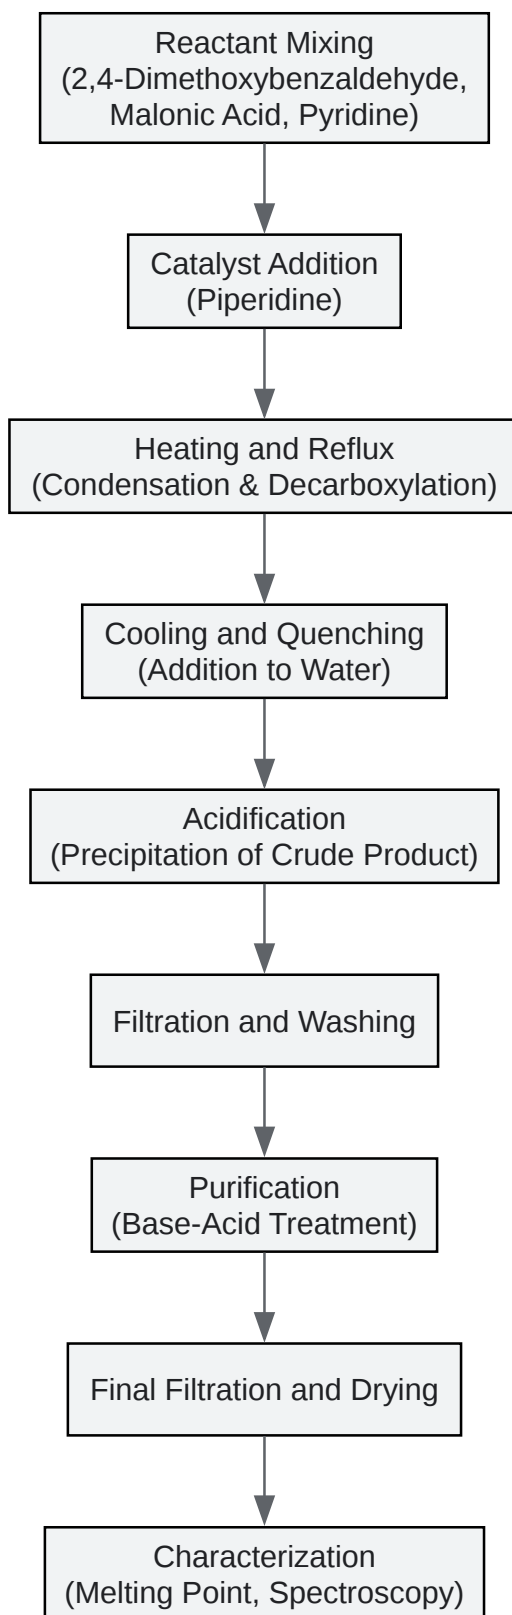 Reactant Mixing
(2,4-Dimethoxybenzaldehyde,
Malonic Acid, Pyridine)
Catalyst Addition
(Piperidine)
Heating and Reflux
(Condensation & Decarboxylation)
Cooling and Quenching
(Addition to Water)
Acidification
(Precipitation of Crude Product)
Filtration and Washing
Purification
(Base-Acid Treatment)
Final Filtration and Drying
Characterization
(Melting Point, Spectroscopy)